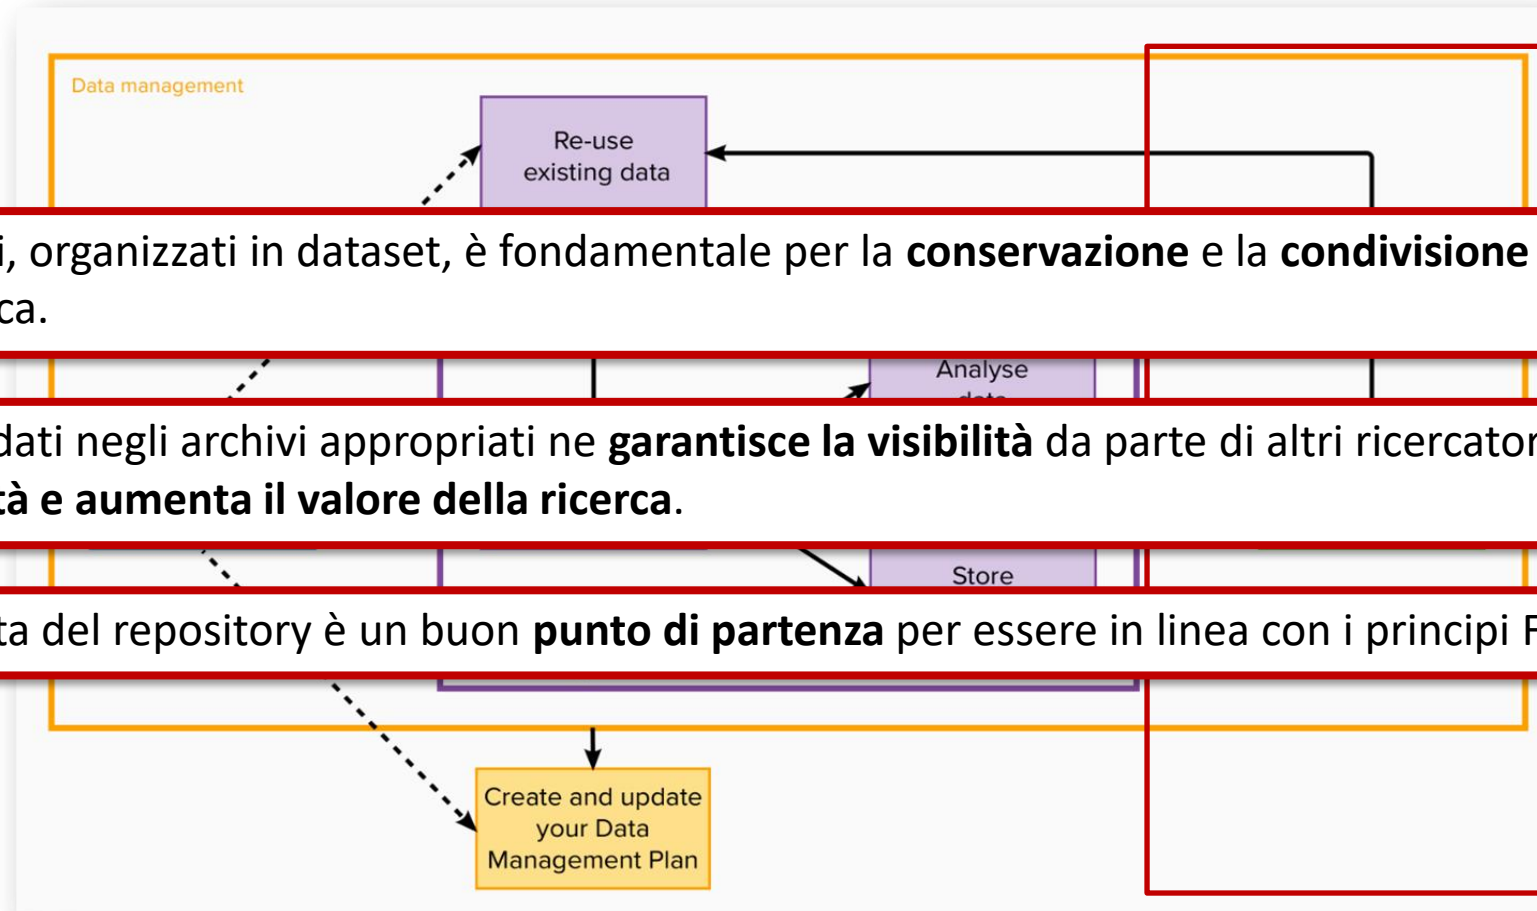 Data management
Re-use
existing data
i, organizzati in dataset, è fondamentale per la conservazione e la condivisione
ca.
Analyse
data
dati negli archivi appropriati ne garantisce la visibilità da parte di altri ricercator
tà e aumenta il valore della ricerca.
Store
ta del repository è un buon punto di partenza per essere in linea con i principi F
Create and update
your Data
Management Plan